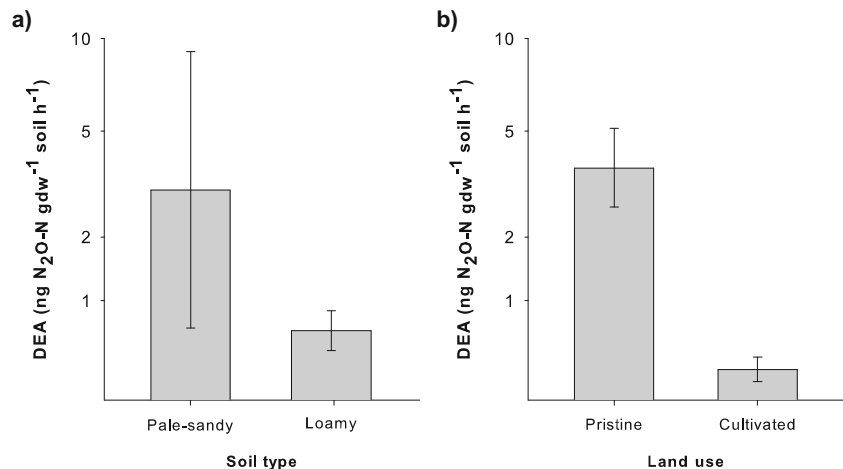 a)
DEA (ng N₂O-N gdw⁻¹ soil h⁻¹)
10
5
2
1
Pale-sandy Loamy
Soil type
b)
DEA (ng N₂O-N gdw⁻¹ soil h⁻¹)
10
5
2
1
Pristine Cultivated
Land use